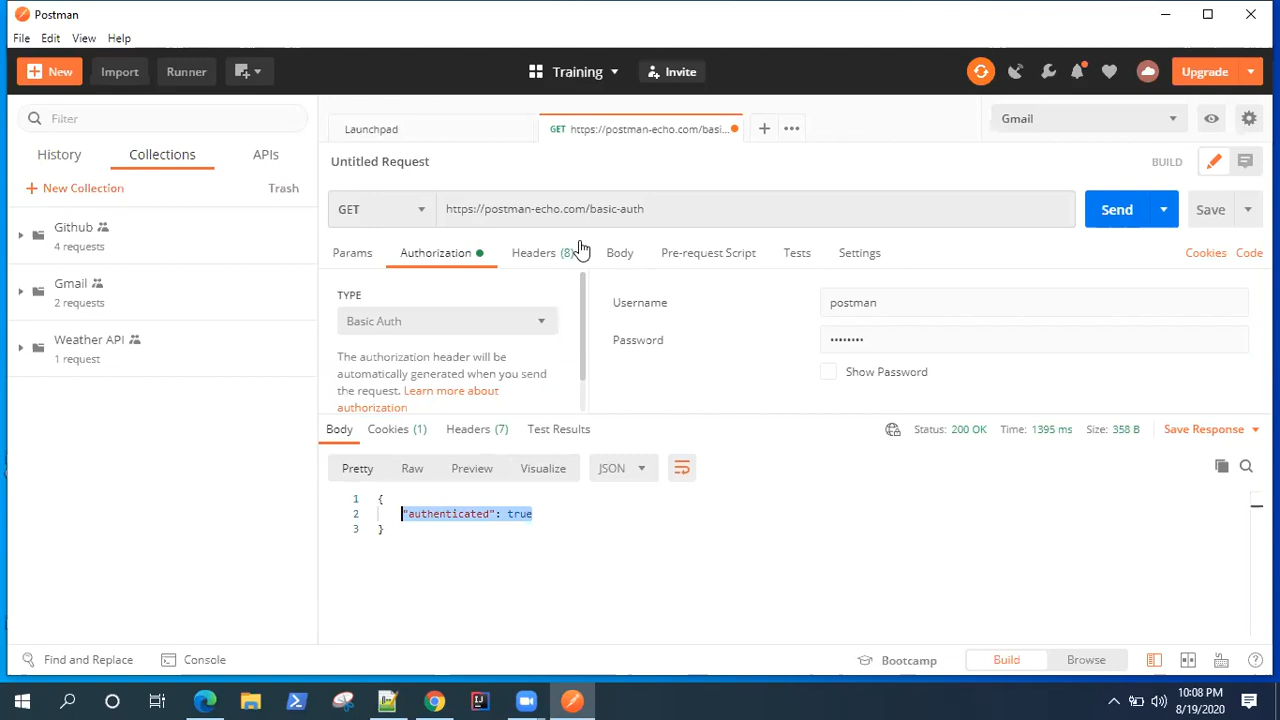 Postman
File Edit View Help
New Import Runner Training Invite Upgrade
Filter
History Collections APIs
New Collection Trash
Github
4 requests
Gmail
2 requests
Weather API
1 request
Launchpad GET https://postman-echo.com/basi... Gmail
Untitled Request BUILD
GET https://postman-echo.com/basic-auth Send Save
Params Authorization Headers (8) Body Pre-request Script Tests Settings Cookies Code
TYPE
Basic Auth
The authorization header will be
automatically generated when you send
the request. Learn more about
authorization
Username postman
Password ••••••••
Show Password
Body Cookies (1) Headers (7) Test Results Status: 200 OK Time: 1395 ms Size: 358 B Save Response
Pretty Raw Preview Visualize JSON
1 {
2 "authenticated": true
3 }
Find and Replace Console Bootcamp Build Browse
10:08 PM
8/19/2020